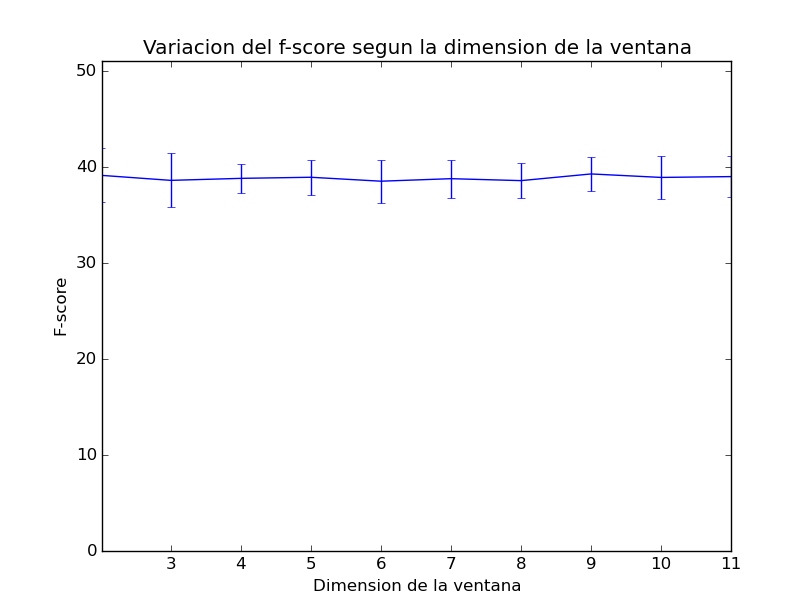 Variacion del f-score segun la dimension de la ventana
50
40
30
20
10
0
F-score
3 4 5 6 7 8 9 10 11
Dimension de la ventana